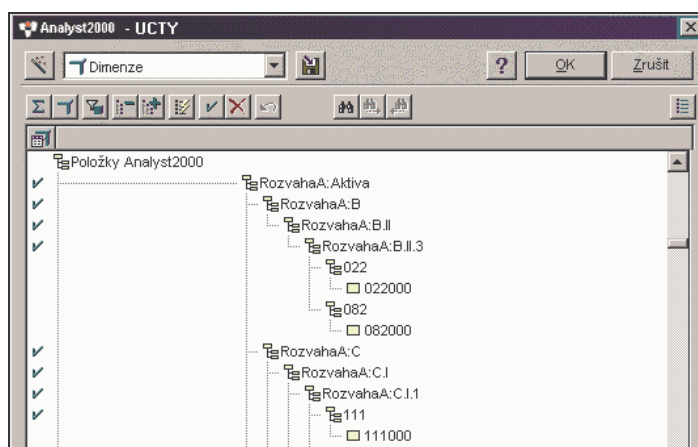 Analyst2000 - UCTY
Dimenze
?
OK
Zrušit
Σ
Položky Analyst2000
RozvahaA:Aktiva
RozvahaA:B
RozvahaA:B.II
RozvahaA:B.II.3
022
022000
082
082000
RozvahaA:C
RozvahaA:C.I
RozvahaA:C.I.1
111
111000